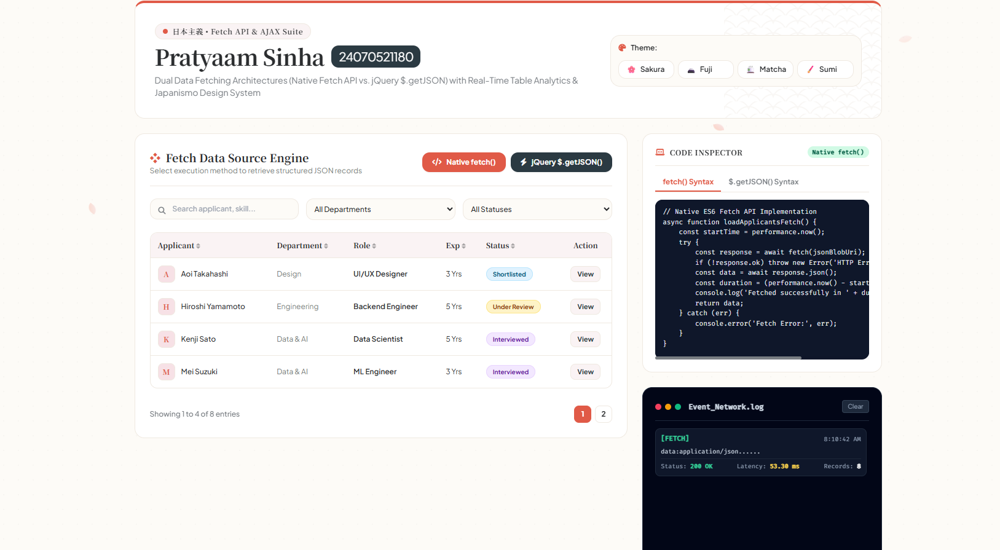 日本主義 • Fetch API & AJAX Suite
Pratyaam Sinha 24070521180
Dual Data Fetching Architectures (Native Fetch API vs. jQuery $.getJSON) with Real-Time Table Analytics &
Japanismo Design System
Theme:
Sakura Fuji Matcha Sumi
Fetch Data Source Engine
Select execution method to retrieve structured JSON records
</> Native fetch() jQuery $.getJSON()
Search applicant, skill... All Departments All Statuses
Applicant Department Role Exp Status Action
A Aoi Takahashi Design UI/UX Designer 3 Yrs Shortlisted View
H Hiroshi Yamamoto Engineering Backend Engineer 5 Yrs Under Review View
K Kenji Sato Data & AI Data Scientist 5 Yrs Interviewed View
M Mei Suzuki Data & AI ML Engineer 3 Yrs Interviewed View
Showing 1 to 4 of 8 entries 1 2
CODE INSPECTOR Native fetch()
fetch() Syntax $.getJSON() Syntax
// Native ES6 Fetch API Implementation
async function loadApplicantsFetch() {
const startTime = performance.now();
try {
const response = await fetch(jsonBlobUri);
if (!response.ok) throw new Error('HTTP Err
const data = await response.json();
const duration = (performance.now() - start
console.log('Fetched successfully in ' + du
return data;
} catch (err) {
console.error('Fetch Error:', err);
}
}
Event_Network.log Clear
[FETCH] 8:10:42 AM
data:application/json......
Status: 200 OK Latency: 53.30 ms Records: 8